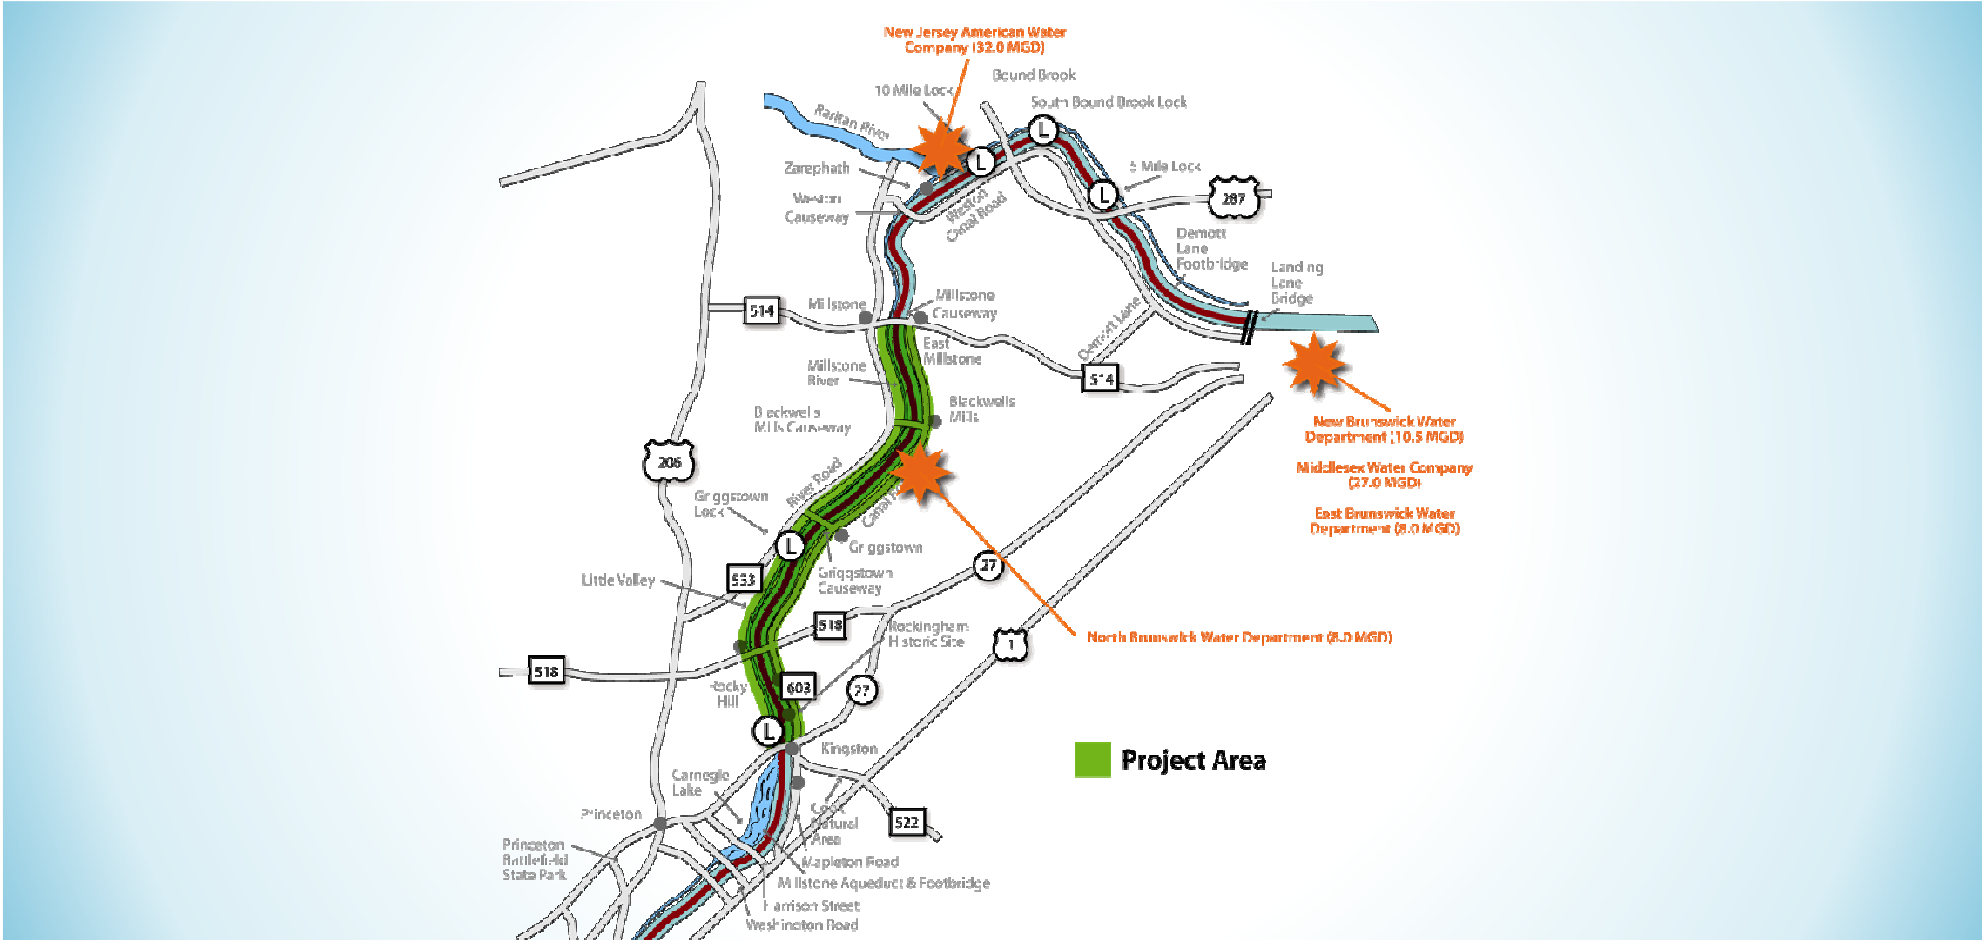 New Jersey American Water
Company (32.0 MGD)
Bound Brook
10 Mile Lock
South Bound Brook Lock
Raritan River
Zarephath
5 Mile Lock
Weston
Causeway
Weston
Canal Road
287
Demott
Lane
Footbridge
Landing
Lane
Bridge
Millstone
Millstone
Causeway
514
Demott Lane
East
Millstone
Millstone
River
514
Blackwells
Mills
Blackwells
Mills Causeway
New Brunswick Water
Department (10.5 MGD)
Middlesex Water Company
(27.0 MGD)
East Brunswick Water
Department (8.0 MGD)
206
River Road
Canal
Griggstown
Lock
Griggstown
L
L
L
L
L
27
533
Little Valley
Griggstown
Causeway
518
Rockingham
Historic Site
North Brunswick Water Department (8.0 MGD)
1
518
Rocky
Hill
603
27
Kingston
Project Area
Carnegie
Lake
Princeton
Cook
Natural
Area
522
Princeton
Battlefield
State Park
Mapleton Road
Millstone Aqueduct & Footbridge
Harrison Street
Washington Road